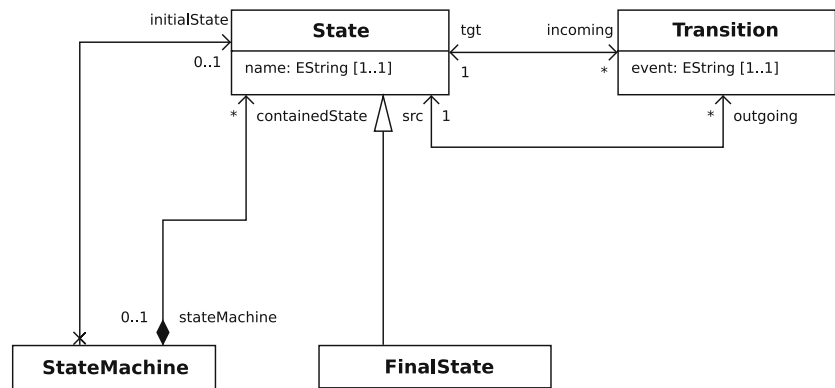 initialState
0..1
State
name: EString [1..1]
tgt
1
incoming
*
Transition
event: EString [1..1]
* containedState
src 1
* outgoing
0..1 stateMachine
StateMachine
FinalState